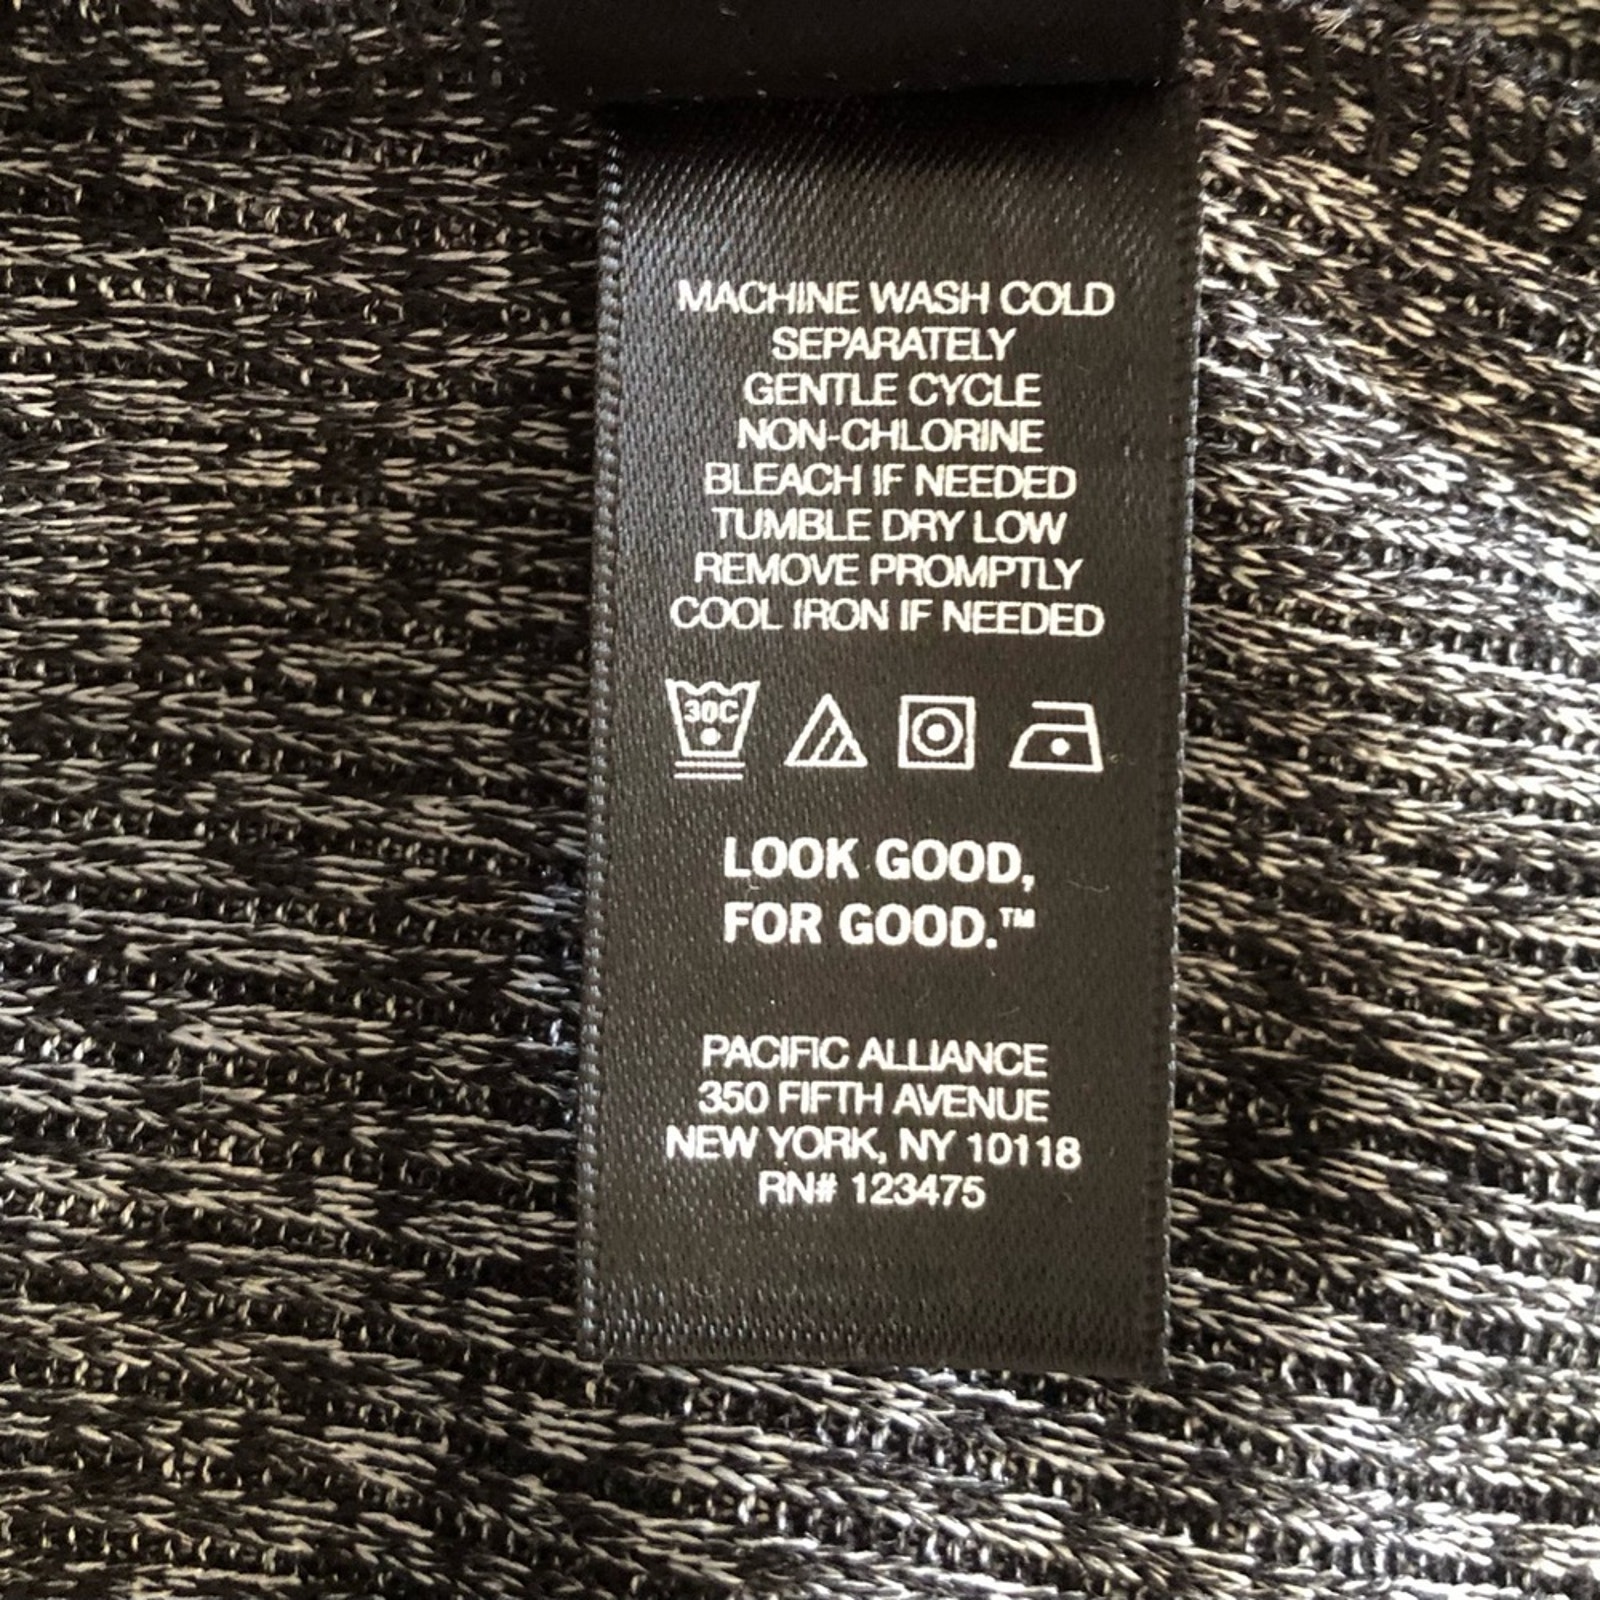 MACHINE WASH COLD
SEPARATELY
GENTLE CYCLE
NON-CHLORINE
BLEACH IF NEEDED
TUMBLE DRY LOW
REMOVE PROMPTLY
COOL IRON IF NEEDED
30C
LOOK GOOD,
FOR GOOD.™
PACIFIC ALLIANCE
350 FIFTH AVENUE
NEW YORK, NY 10118
RN# 123475